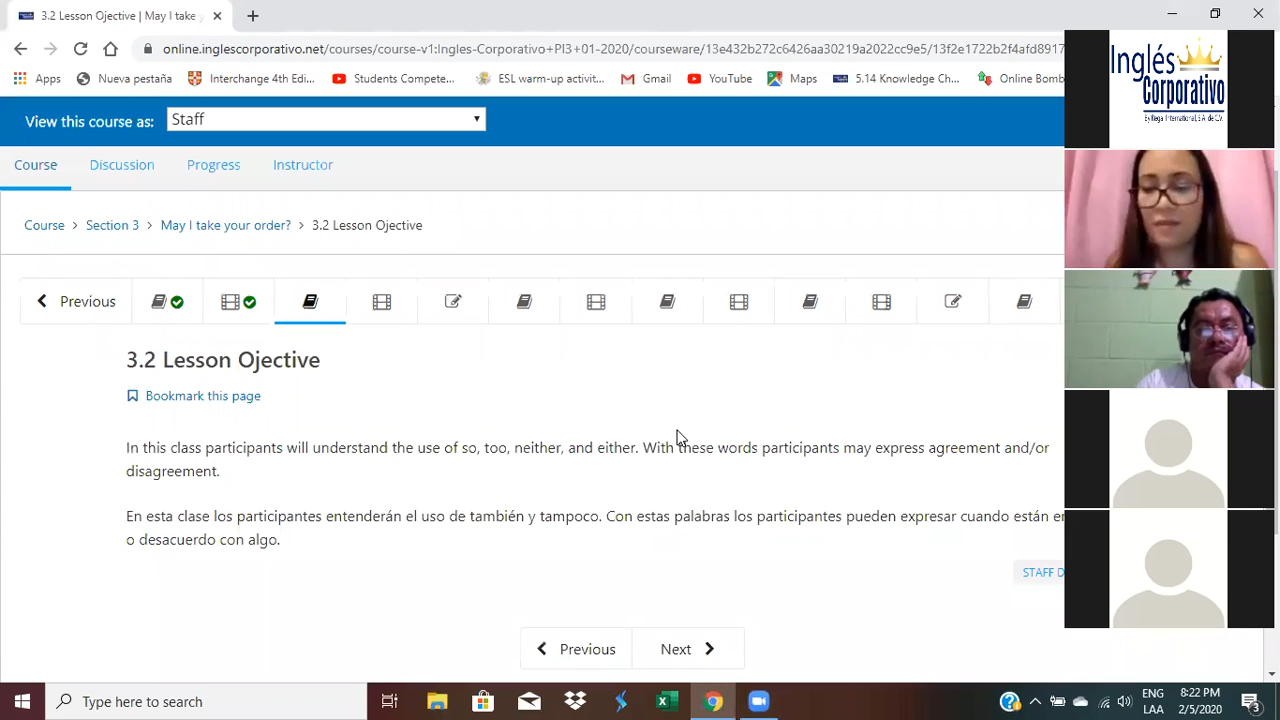 3.2 Lesson Ojective | May I take y
online.inglescorporativo.net/courses/course-v1:Ingles-Corporativo+PI3+01-2020/courseware/13e432b272c6426aa30219a2022cc9e5/13f2e1722b2f4afd8917
Apps
Nueva pestaña
Interchange 4th Edi...
Students Compete...
ESL warm-up activit...
Gmail
YouTube
Maps
5.14 Knowledge Ch...
Online Bomb
View this course as:
Staff
Course
Discussion
Progress
Instructor
Course > Section 3 > May I take your order? > 3.2 Lesson Ojective
Previous
3.2 Lesson Ojective
Bookmark this page
In this class participants will understand the use of so, too, neither, and either. With these words participants may express agreement and/or
disagreement.
En esta clase los participantes entenderán el uso de también y tampoco. Con estas palabras los participantes pueden expresar cuando están en
o desacuerdo con algo.
STAFF D
Previous
Next
Inglés
Corporativo
By Rega International, S.A. de C.V.
Type here to search
ENG
LAA
8:22 PM
2/5/2020
3